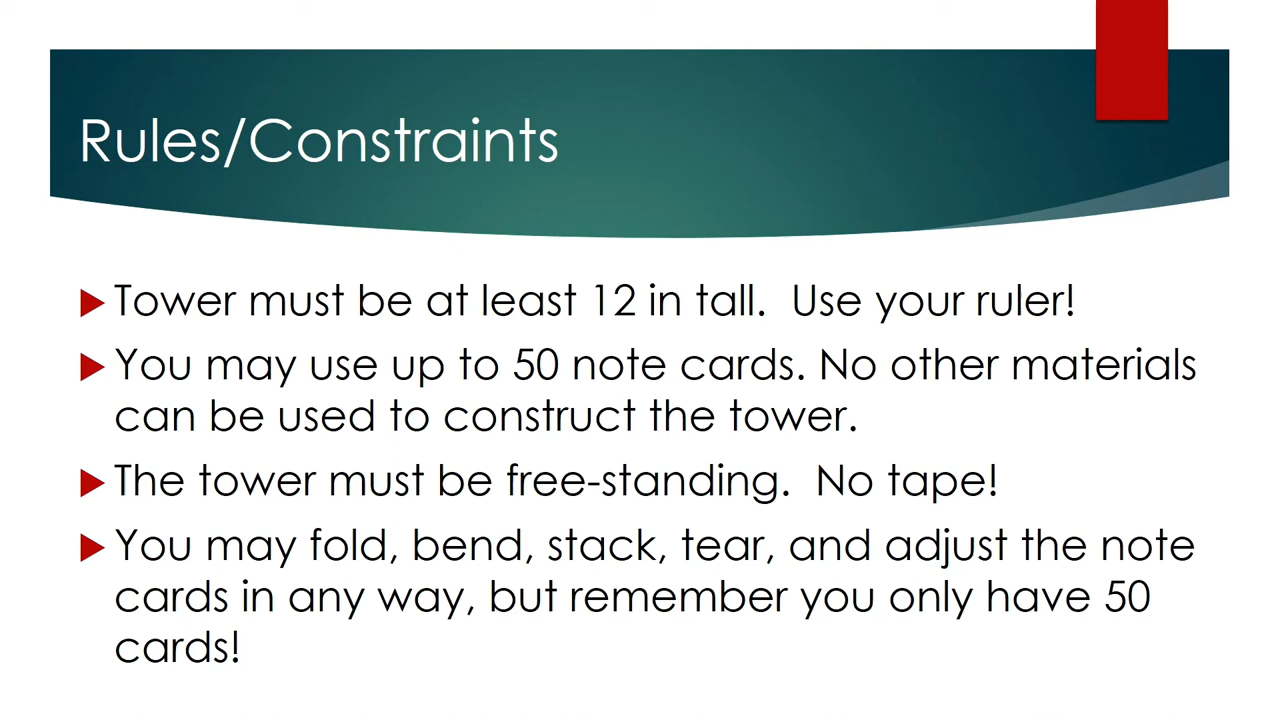 Rules/Constraints
Tower must be at least 12 in tall.  Use your ruler!
You may use up to 50 note cards. No other materials
can be used to construct the tower.
The tower must be free-standing.  No tape!
You may fold, bend, stack, tear, and adjust the note
cards in any way, but remember you only have 50
cards!